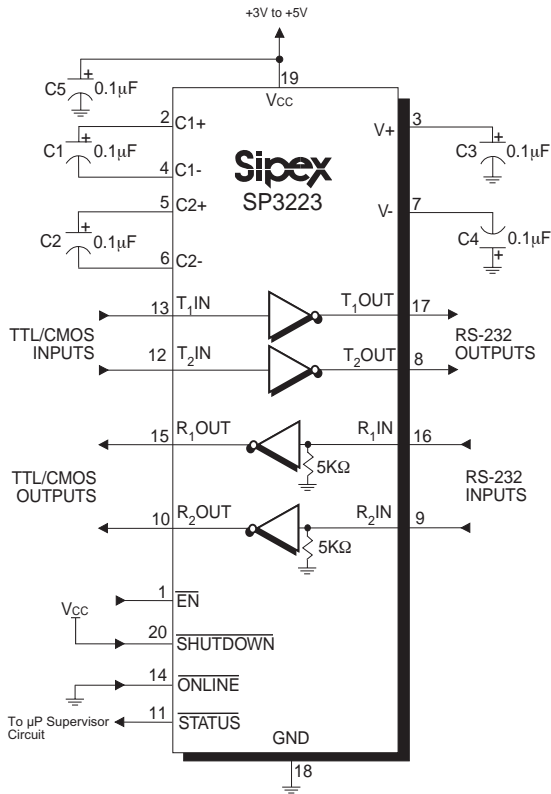 +3V to +5V
19
VCC
C5
+
0.1µF
2
C1+
C1
+
0.1µF
4
C1-
5
C2+
C2
+
0.1µF
6
C2-
Sipex
SP3223
V+
3
C3
+
0.1µF
V-
7
C4
0.1µF
+
TTL/CMOS
INPUTS
13
T1IN
T1OUT
17
12
T2IN
T2OUT
8
RS-232
OUTPUTS
TTL/CMOS
OUTPUTS
15
R1OUT
R1IN
16
5KΩ
10
R2OUT
R2IN
9
5KΩ
RS-232
INPUTS
1
EN
VCC
20
SHUTDOWN
14
ONLINE
To µP Supervisor
Circuit
11
STATUS
GND
18